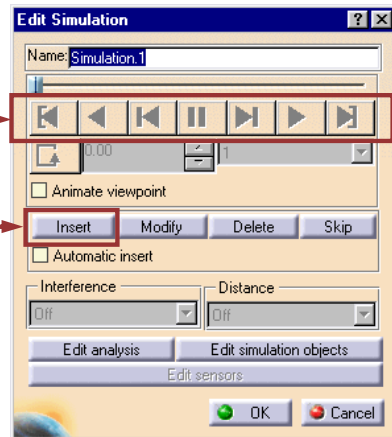 Edit Simulation
Name: Simulation.1
0.00 1
Animate viewpoint
Insert Modify Delete Skip
Automatic insert
Interference Distance
Off Off
Edit analysis Edit simulation objects
Edit sensors
OK Cancel